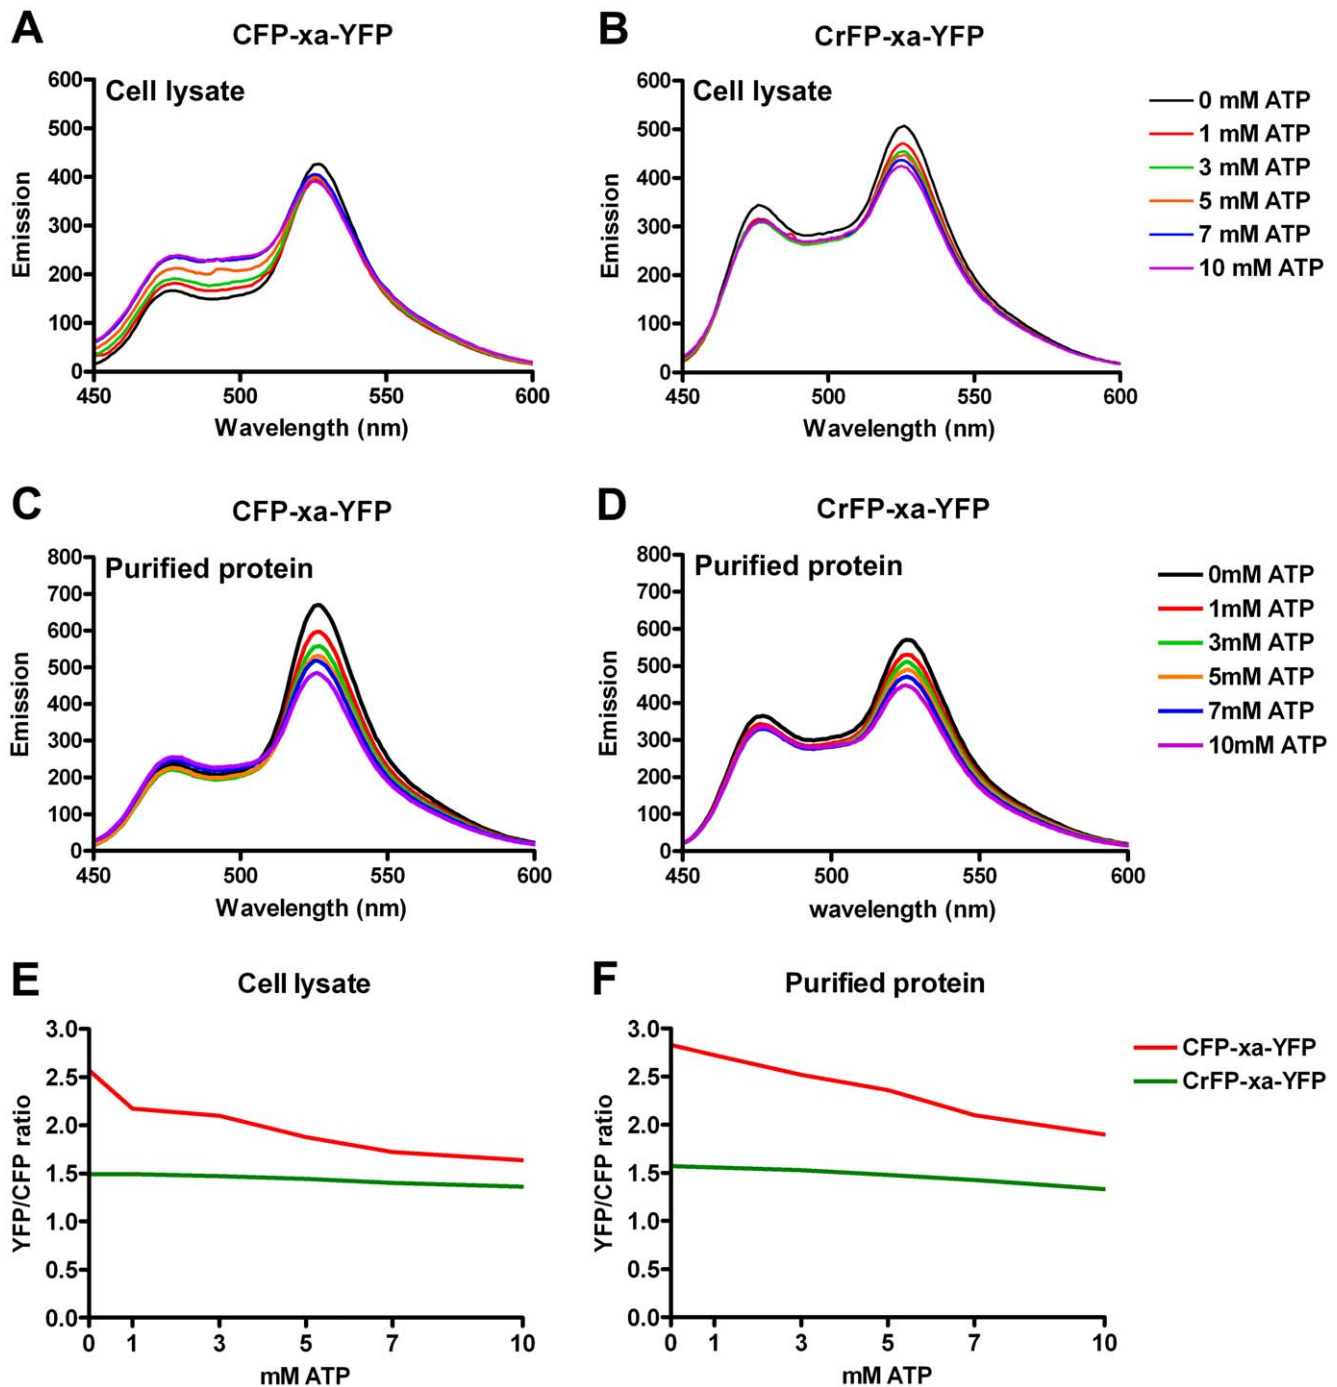 A
CFP-xa-YFP
Cell lysate
600
500
400
300
200
100
0
Emission
450
500
550
600
Wavelength (nm)
B
CrFP-xa-YFP
Cell lysate
600
500
400
300
200
100
0
Emission
450
500
550
600
Wavelength (nm)
0 mM ATP
1 mM ATP
3 mM ATP
5 mM ATP
7 mM ATP
10 mM ATP
C
CFP-xa-YFP
Purified protein
800
700
600
500
400
300
200
100
0
Emission
450
500
550
600
Wavelength (nm)
D
CrFP-xa-YFP
Purified protein
800
700
600
500
400
300
200
100
0
Emission
450
500
550
600
wavelength (nm)
0mM ATP
1mM ATP
3mM ATP
5mM ATP
7mM ATP
10mM ATP
E
Cell lysate
3.0
2.5
2.0
1.5
1.0
0.5
0.0
YFP/CFP ratio
0
1
3
5
7
10
mM ATP
F
Purified protein
3.0
2.5
2.0
1.5
1.0
0.5
0.0
YFP/CFP ratio
0
1
3
5
7
10
mM ATP
CFP-xa-YFP
CrFP-xa-YFP